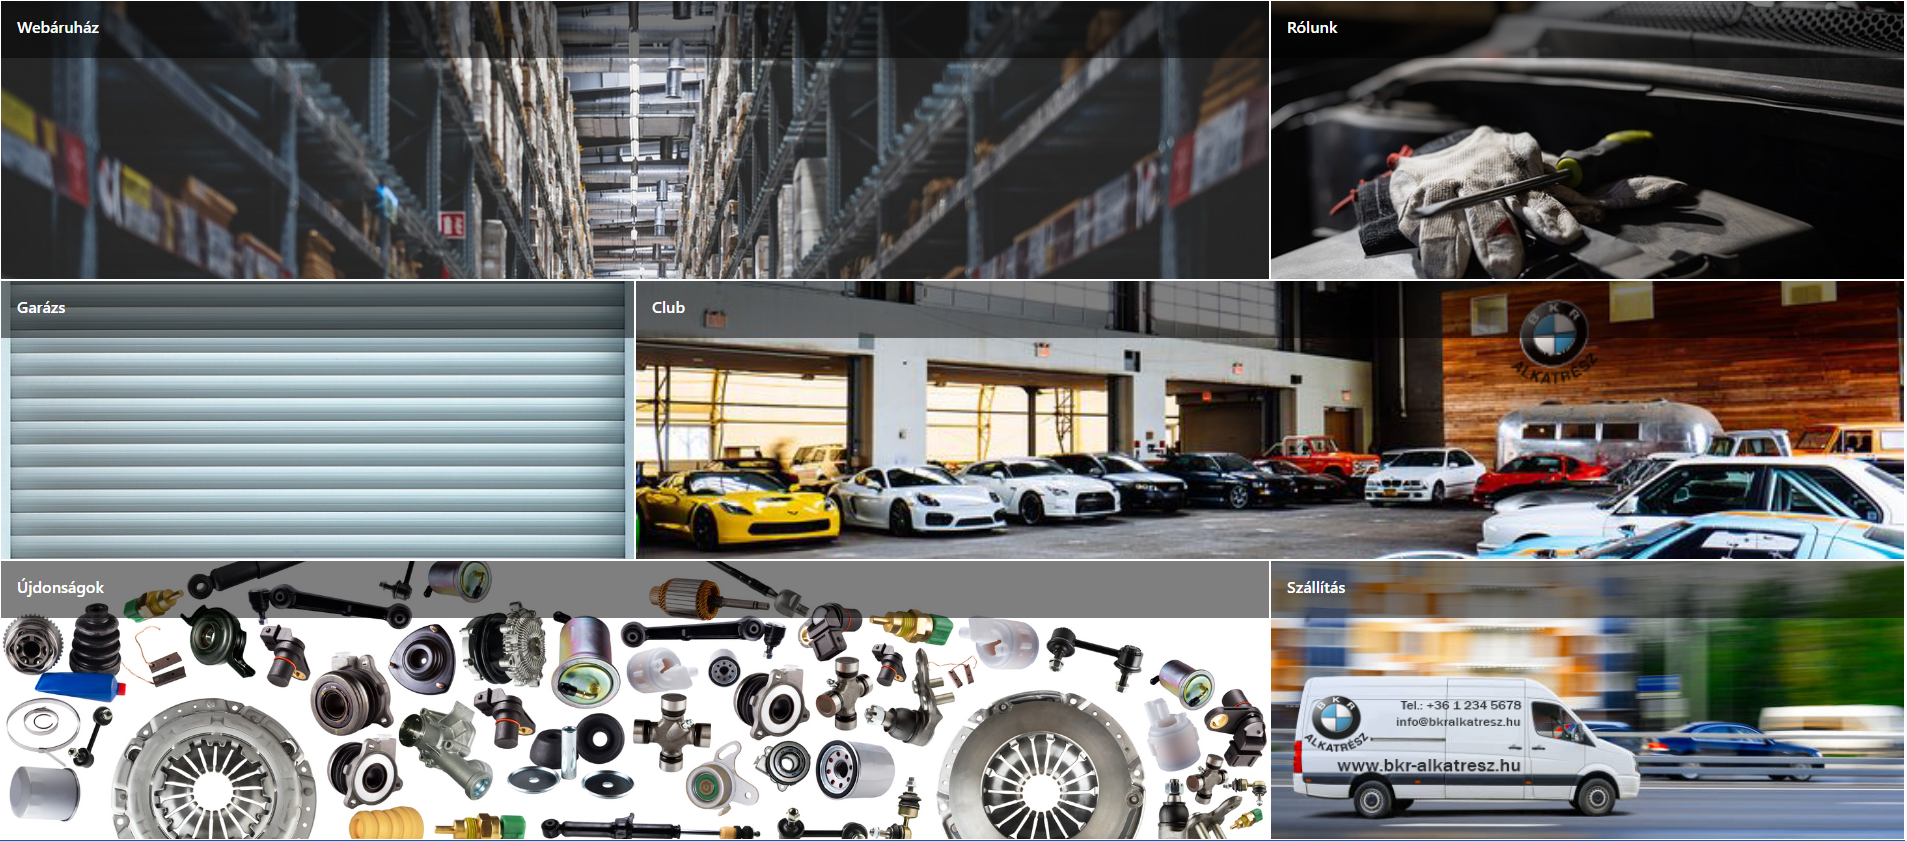 Webáruház
Rólunk
Garázs
Club
BKR
ALKATRÉSZ
Újdonságok
Szállítás
BKR
ALKATRÉSZ
Tel.: +36 1 234 5678
info@bkralkatresz.hu
www.bkr-alkatresz.hu